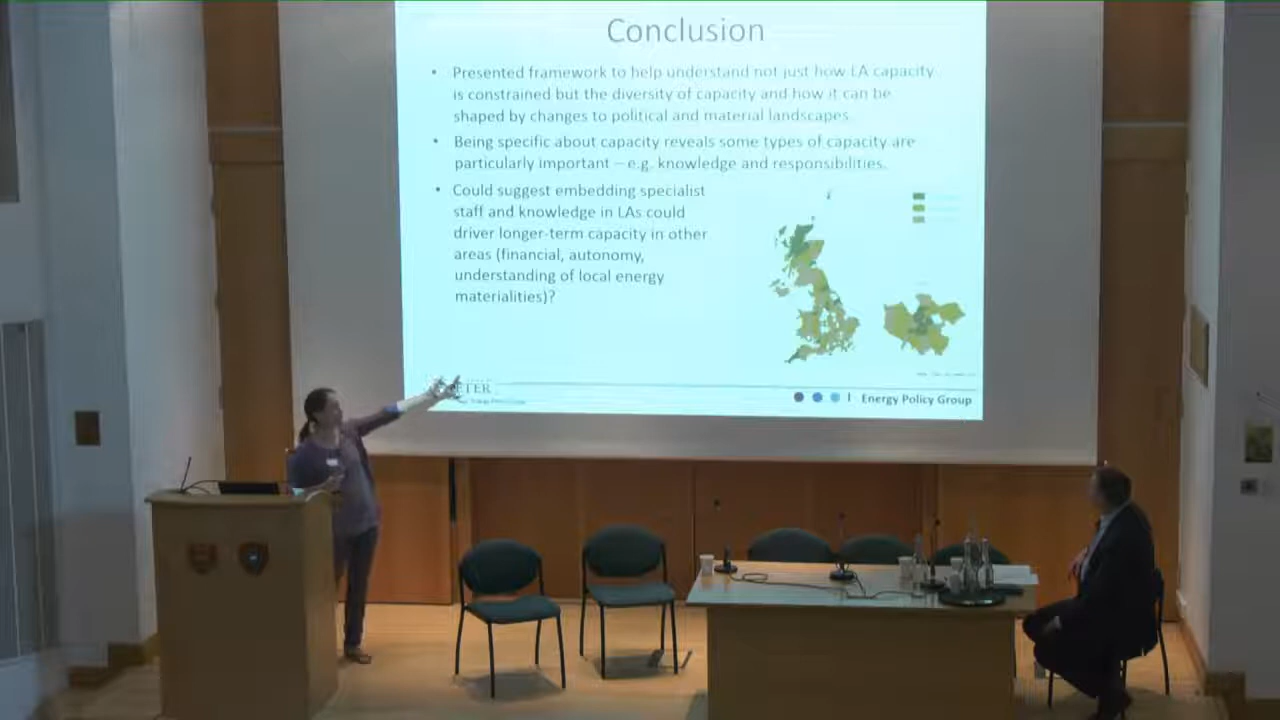 Conclusion
• Presented framework to help understand not just how LA capacity
is constrained but the diversity of capacity and how it can be
shaped by changes to political and material landscapes.
• Being specific about capacity reveals some types of capacity are
particularly important – e.g. knowledge and responsibilities.
• Could suggest embedding specialist
staff and knowledge in LAs could
driver longer-term capacity in other
areas (financial, autonomy,
understanding of local energy
materialities)?
ETER
| Energy Policy Group